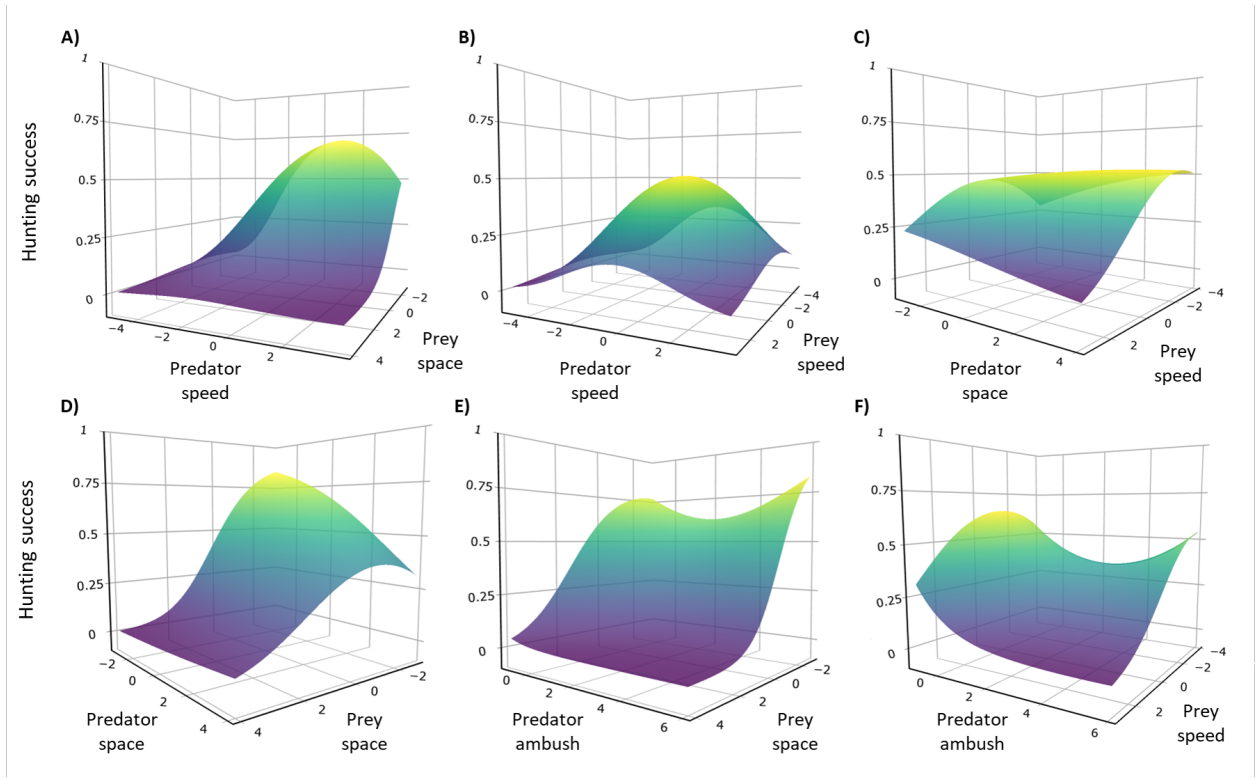 A)
1
0.75
0.5
0.25
0
−4
−2
0
2
4
2
0
−2
Predator
speed
Prey
space
B)
1
0.75
0.5
0.25
0
−4
−2
0
2
2
0
−2
−4
Predator
speed
Prey
speed
C)
1
0.75
0.5
0.25
0
−2
0
2
4
2
0
−2
−4
Predator
space
Prey
speed
Hunting success
D)
1
0.75
0.5
0.25
0
−2
0
2
4
4
2
0
−2
Predator
space
Prey
space
E)
1
0.75
0.5
0.25
0
0
2
4
6
4
2
0
−2
Predator
ambush
Prey
space
F)
1
0.75
0.5
0.25
0
0
2
4
6
2
0
−2
−4
Predator
ambush
Prey
speed
Hunting success